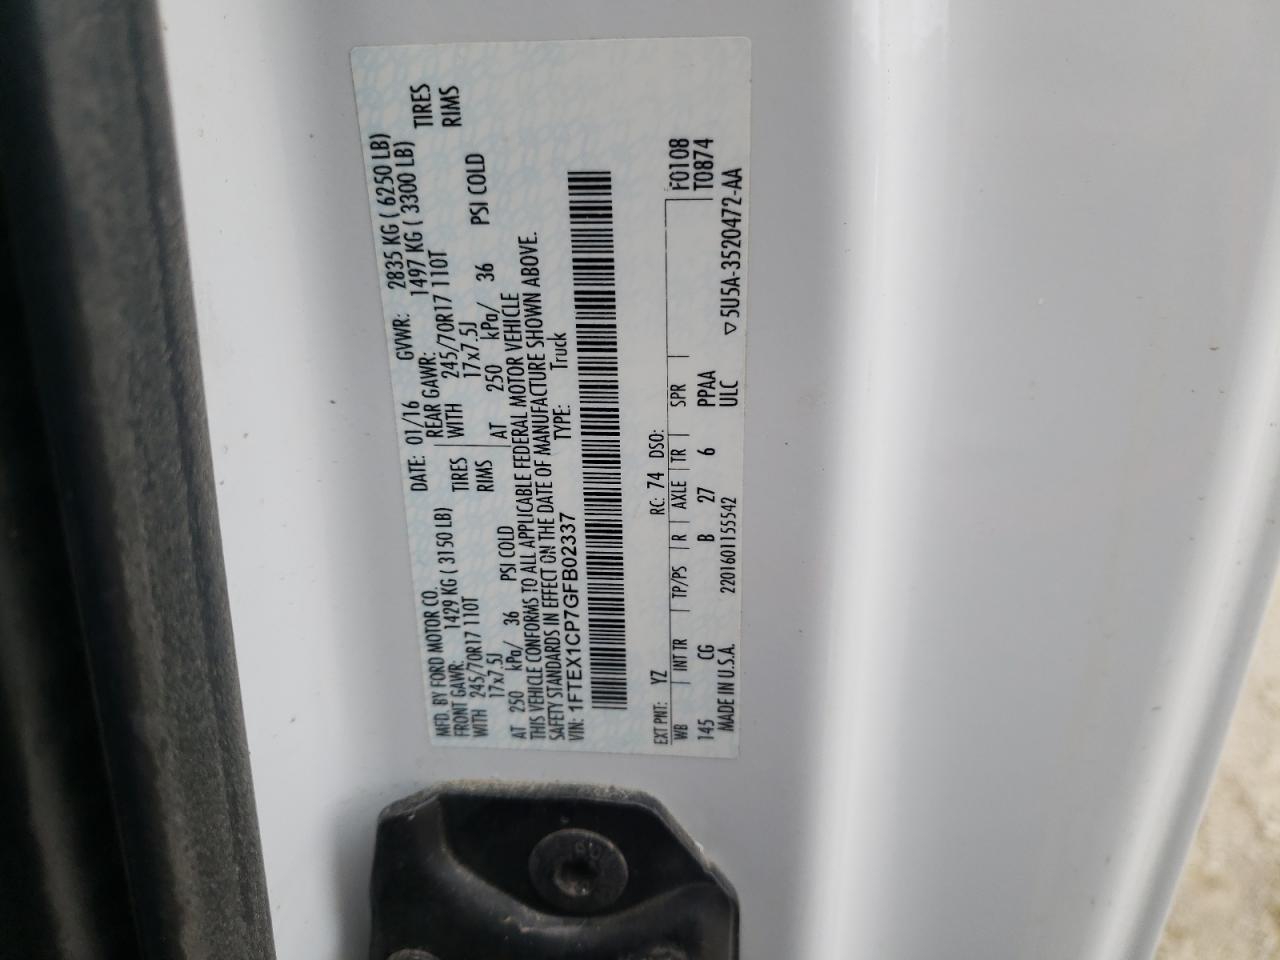 MFD. BY FORD MOTOR CO. DATE: 01/16 GVWR: 2835 KG ( 6250 LB)
FRONT GAWR: 1429 KG ( 3150 LB) REAR GAWR: 1497 KG ( 3300 LB)
WITH 245/70R17 110T TIRES WITH 245/70R17 110T TIRES
17x7.5J RIMS 17x7.5J RIMS
AT 250 kPa/ 36 PSI COLD AT 250 kPa/ 36 PSI COLD
THIS VEHICLE CONFORMS TO ALL APPLICABLE FEDERAL MOTOR VEHICLE
SAFETY STANDARDS IN EFFECT ON THE DATE OF MANUFACTURE SHOWN ABOVE.
VIN: 1FTEX1CP7GFB02337 TYPE: Truck
EXT PNT: YZ RC: 74 DSO:
WB INT TR TP/PS R AXLE TR SPR F0108
145 CG B 27 6 PPAA T0874
MADE IN U.S.A. 2201601155542 ULC ▽5U5A-3520472-AA